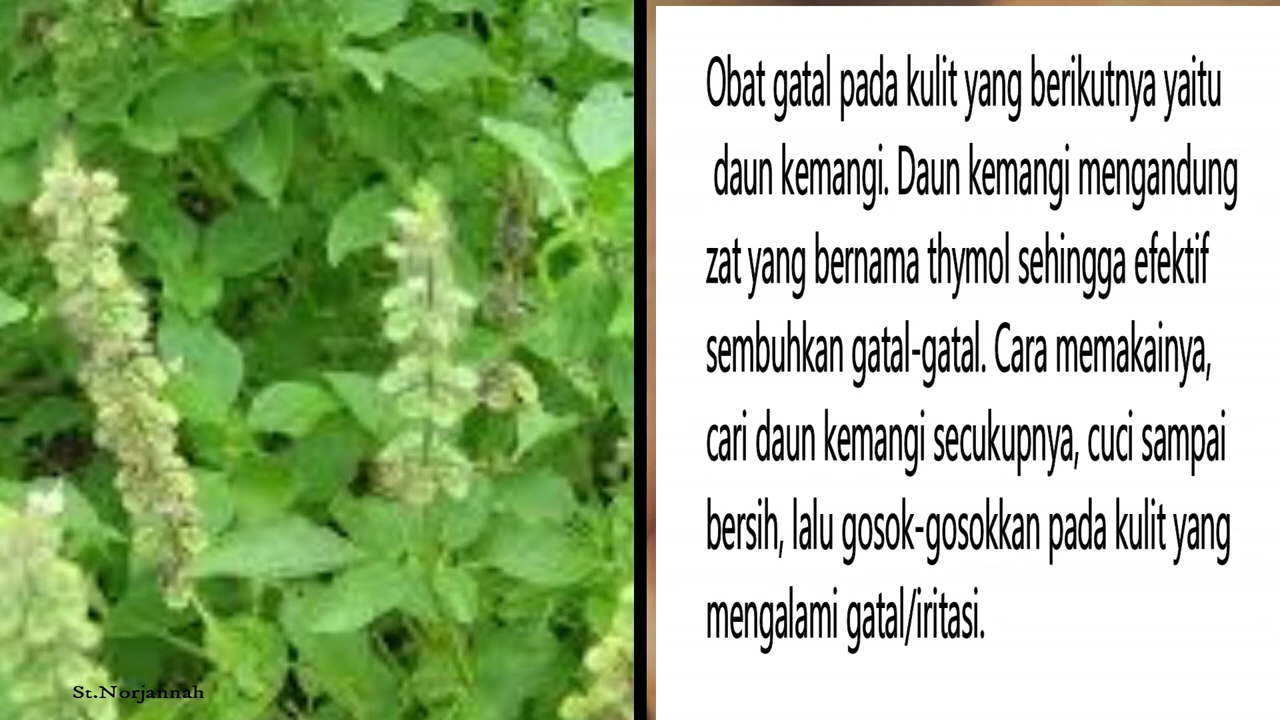 Obat gatal pada kulit yang berikutnya yaitu
daun kemangi. Daun kemangi mengandung
zat yang bernama thymol sehingga efektif
sembuhkan gatal-gatal. Cara memakainya,
cari daun kemangi secukupnya, cuci sampai
bersih, lalu gosok-gosokkan pada kulit yang
mengalami gatal/iritasi.
St.Norjannah